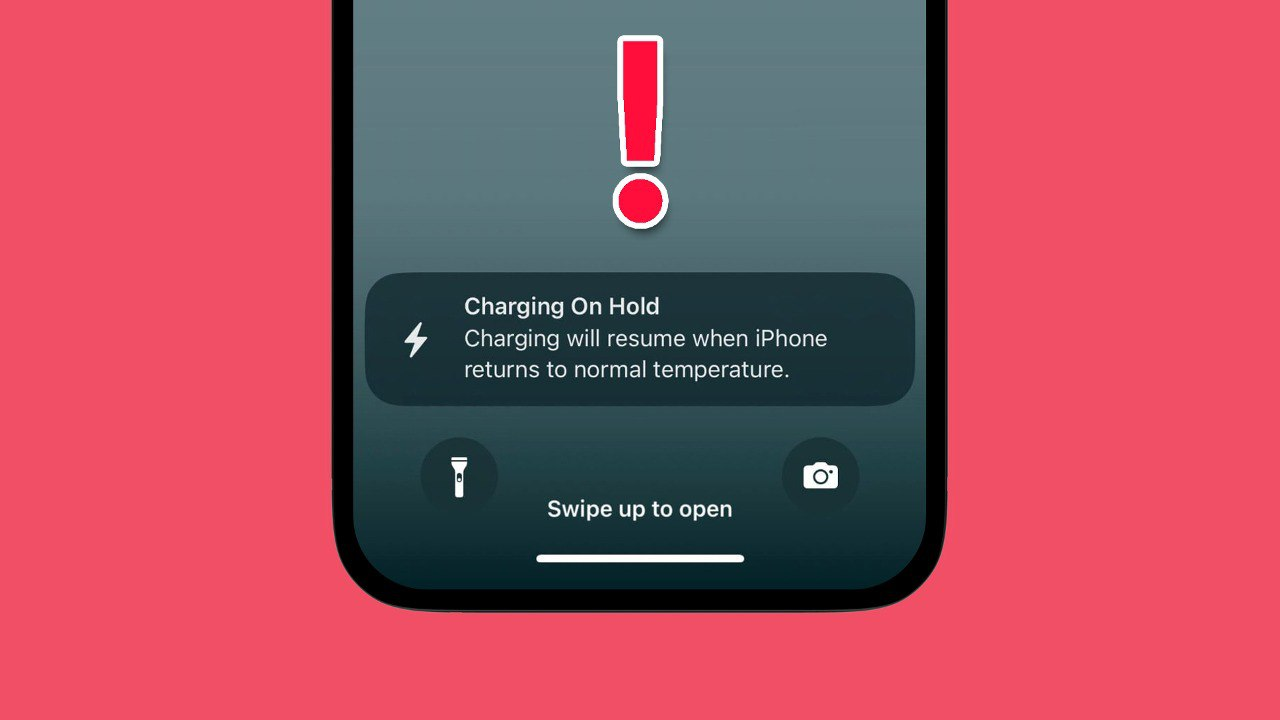 !
Charging On Hold
Charging will resume when iPhone
returns to normal temperature.
Swipe up to open